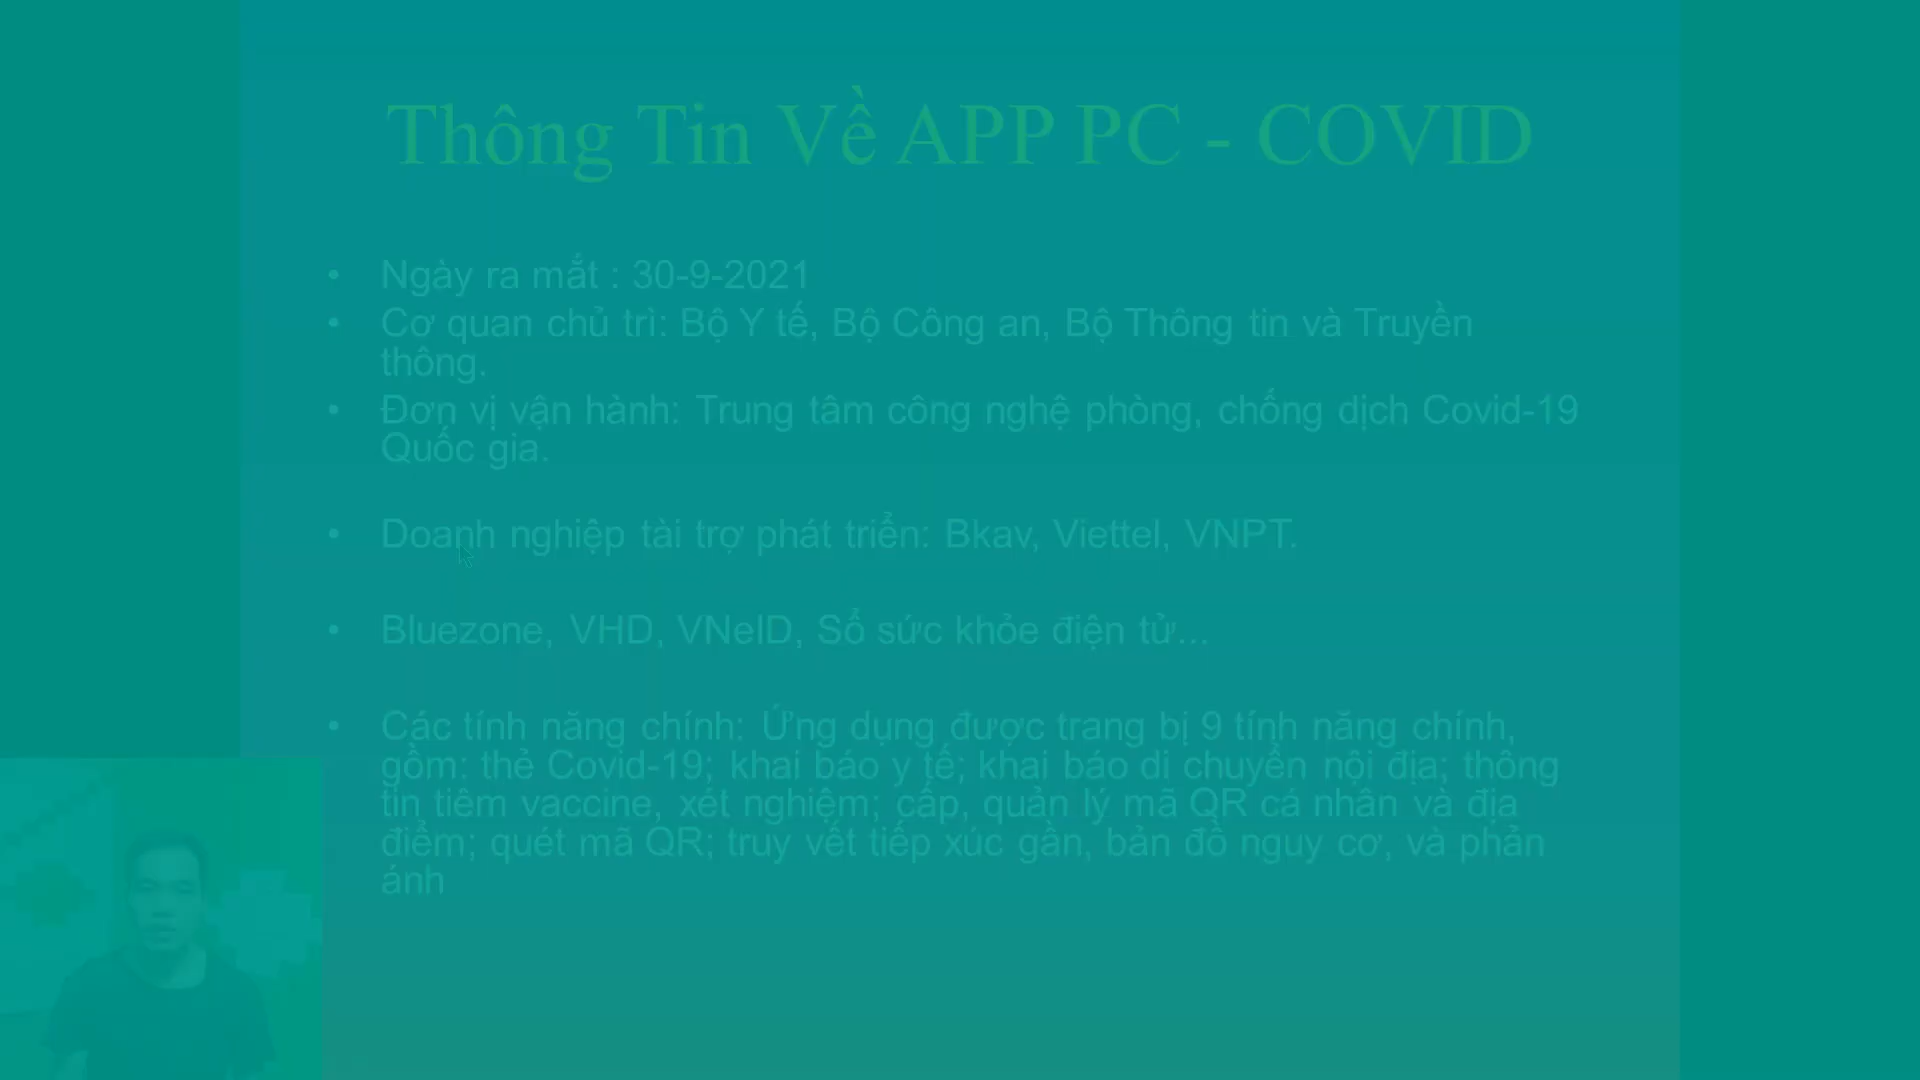 Thông Tin Về APP PC - COVID
• Ngày ra mắt : 30-9-2021
• Cơ quan chủ trì: Bộ Y tế, Bộ Công an, Bộ Thông tin và Truyền
thông.
• Đơn vị vận hành: Trung tâm công nghệ phòng, chống dịch Covid-19
Quốc gia.
• Doanh nghiệp tài trợ phát triển: Bkav, Viettel, VNPT.
• Bluezone, VHD, VNeID, Sổ sức khỏe điện tử...
• Các tính năng chính: Ứng dụng được trang bị 9 tính năng chính,
gồm: thẻ Covid-19; khai báo y tế; khai báo di chuyển nội địa; thông
tin tiêm vaccine, xét nghiệm; cấp, quản lý mã QR cá nhân và địa
điểm; quét mã QR; truy vết tiếp xúc gần, bản đồ nguy cơ, và phản
ánh